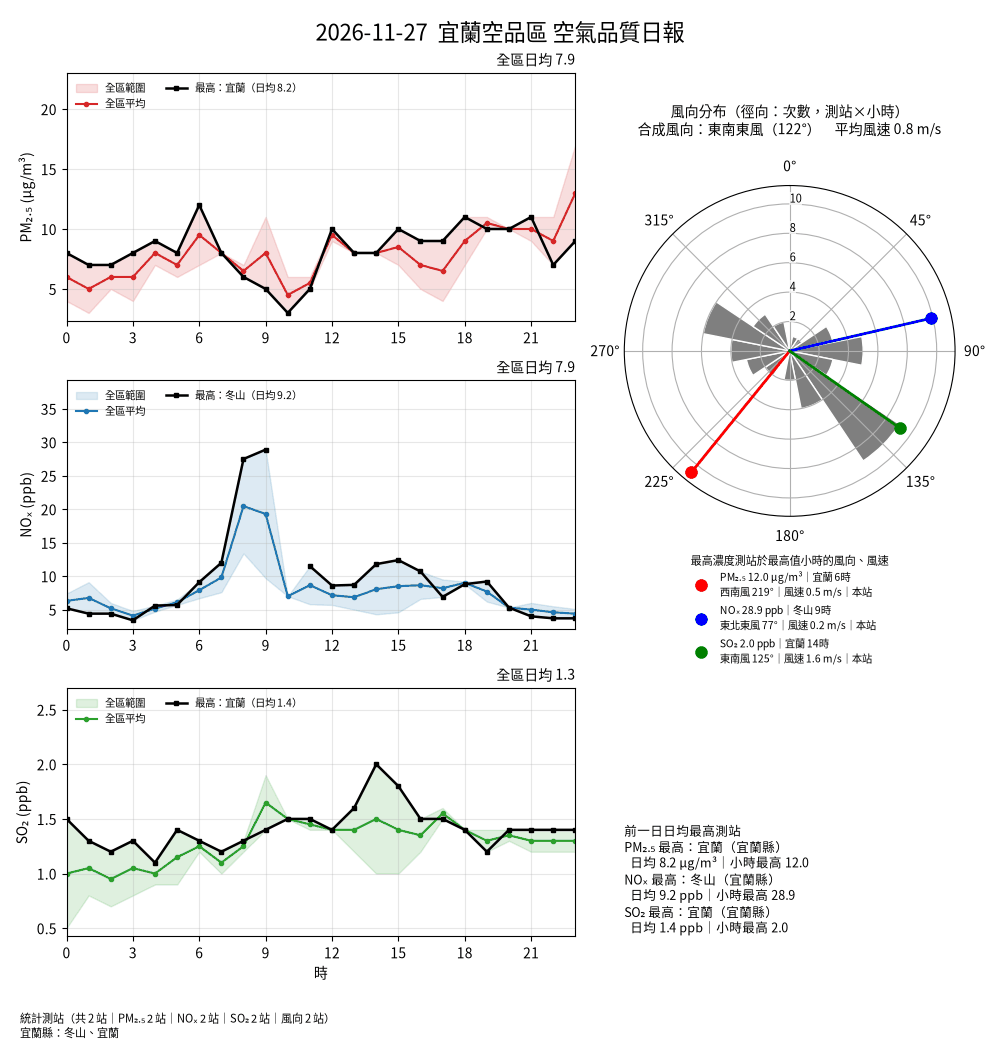 2026-11-27 宜蘭空品區 空氣品質日報
全區日均 7.9
全區範圍
全區平均
最高：宜蘭（日均 8.2）
PM₂.₅ (μg/m³)
20
15
10
5
0 3 6 9 12 15 18 21
全區日均 7.9
全區範圍
全區平均
最高：冬山（日均 9.2）
NOₓ (ppb)
35
30
25
20
15
10
5
0 3 6 9 12 15 18 21
全區日均 1.3
全區範圍
全區平均
最高：宜蘭（日均 1.4）
SO₂ (ppb)
2.5
2.0
1.5
1.0
0.5
0 3 6 9 12 15 18 21
時
風向分布（徑向：次數，測站×小時）
合成風向：東南東風（122°） 平均風速 0.8 m/s
0°
45°
90°
135°
180°
225°
270°
315°
10
8
6
4
2
最高濃度測站於最高值小時的風向、風速
PM₂.₅ 12.0 μg/m³｜宜蘭 6時
西南風 219°｜風速 0.5 m/s｜本站
NOₓ 28.9 ppb｜冬山 9時
東北東風 77°｜風速 0.2 m/s｜本站
SO₂ 2.0 ppb｜宜蘭 14時
東南風 125°｜風速 1.6 m/s｜本站
前一日日均最高測站
PM₂.₅ 最高：宜蘭（宜蘭縣）
日均 8.2 μg/m³｜小時最高 12.0
NOₓ 最高：冬山（宜蘭縣）
日均 9.2 ppb｜小時最高 28.9
SO₂ 最高：宜蘭（宜蘭縣）
日均 1.4 ppb｜小時最高 2.0
統計測站（共 2 站｜PM₂.₅ 2 站｜NOₓ 2 站｜SO₂ 2 站｜風向 2 站）
宜蘭縣：冬山、宜蘭